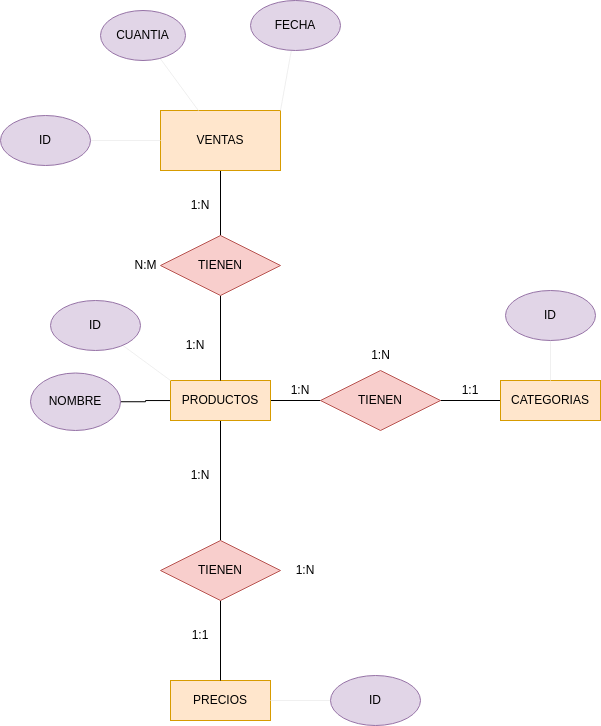 FECHA
CUANTIA
ID
VENTAS
1:N
N:M
TIENEN
ID
ID
1:N
1:N
NOMBRE
PRODUCTOS
1:N
TIENEN
1:1
CATEGORIAS
1:N
TIENEN
1:N
1:1
PRECIOS
ID